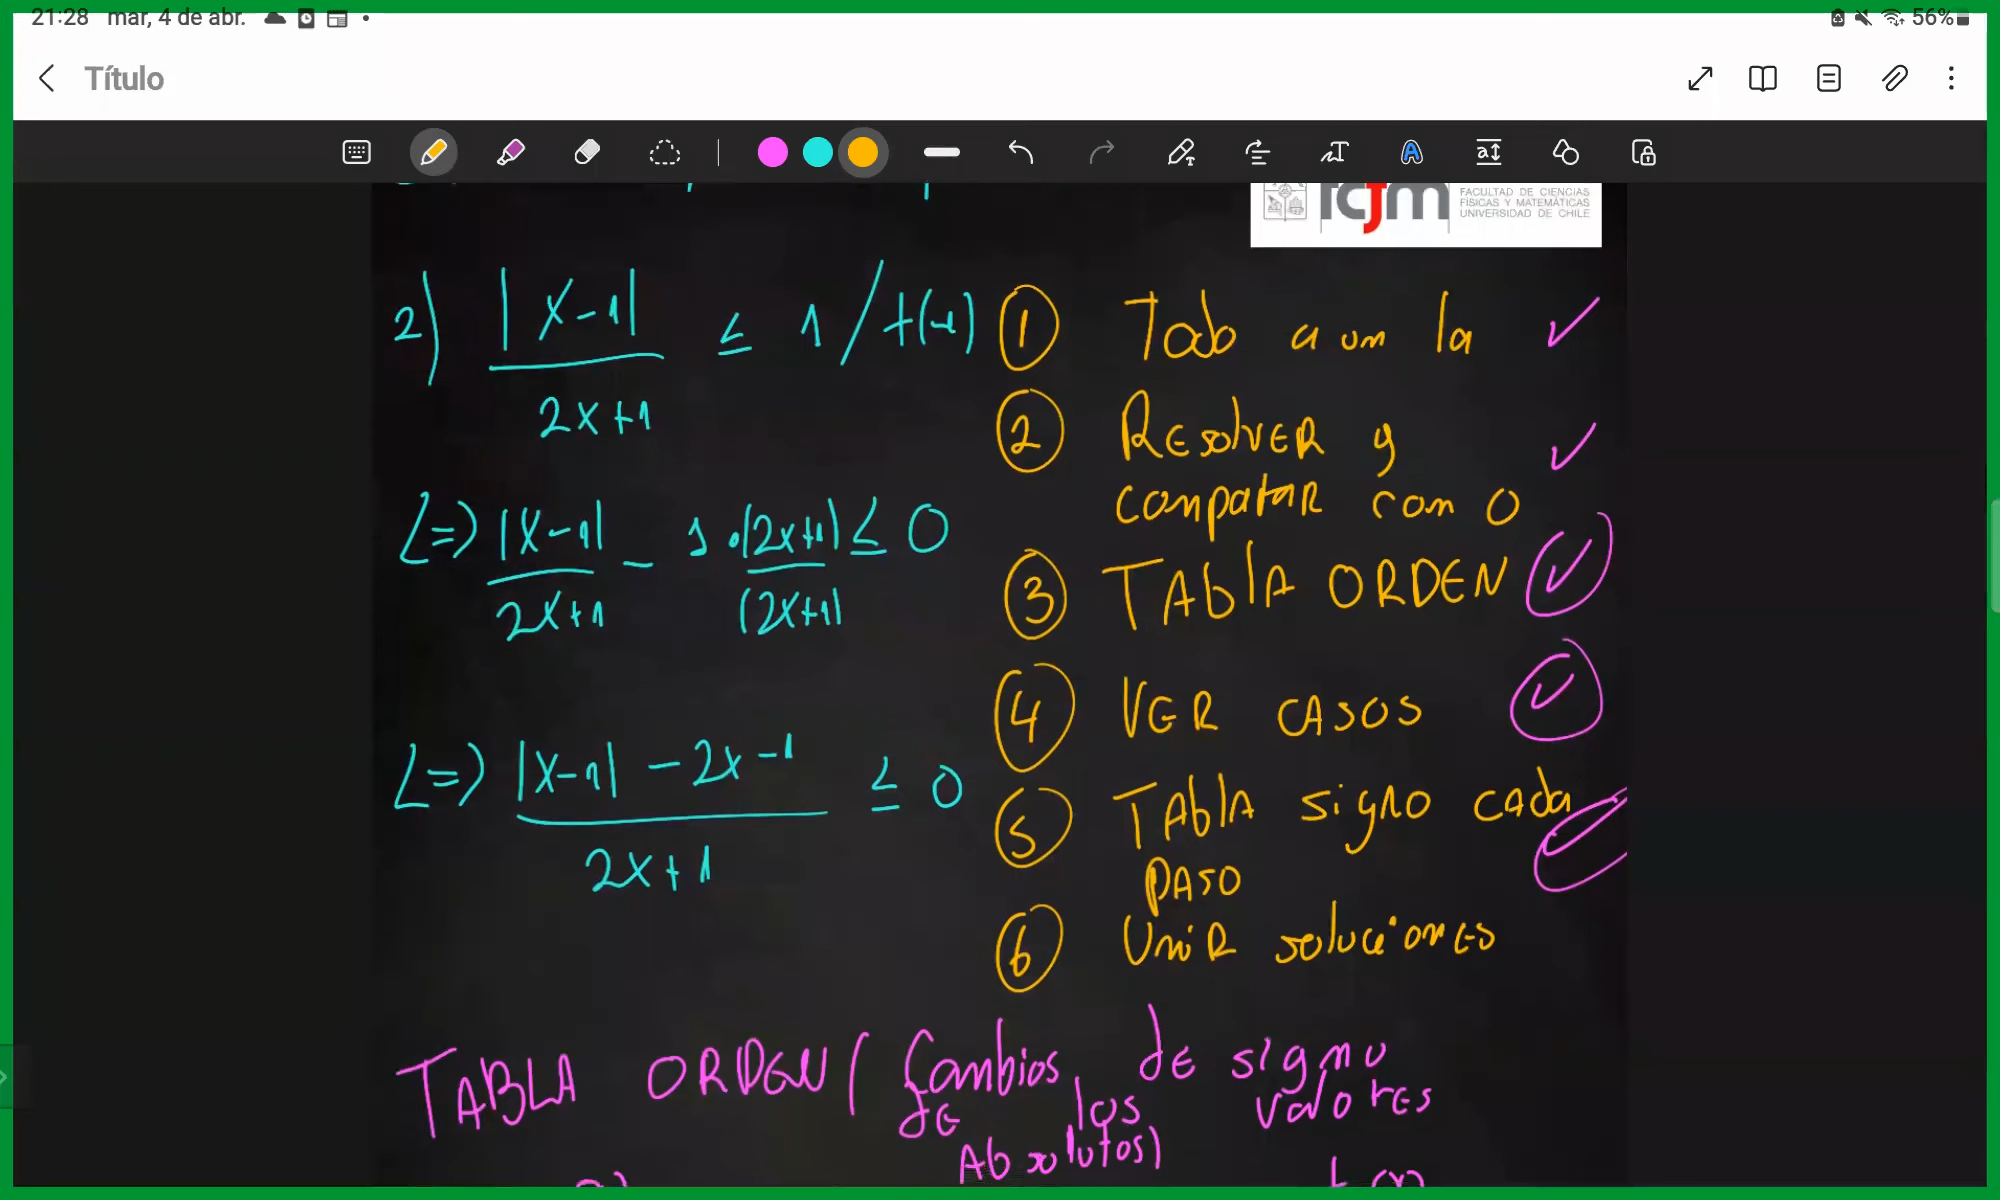 21:28 mar, 4 de abr. 56%
Título
FACULTAD DE CIENCIAS
FÍSICAS Y MATEMÁTICAS
UNIVERSIDAD DE CHILE
fcfm
2) |x-1| / 2x+1 ≤ 1 / +(-1)
<=> |x-1| / 2x+1 - 1·(2x+1) / (2x+1) ≤ 0
<=> |x-1| - 2x - 1 / 2x+1 ≤ 0
1 Todo a un la ✓
2 RESOLVER y ✓
compatar con 0
3 TABLA ORDEN ✓
4 VER CASOS ✓
5 TABLA signo cada
PASO
6 Unir soluciones
TABLA ORDEN (Cambios de signo
de los valores
Absolutos)